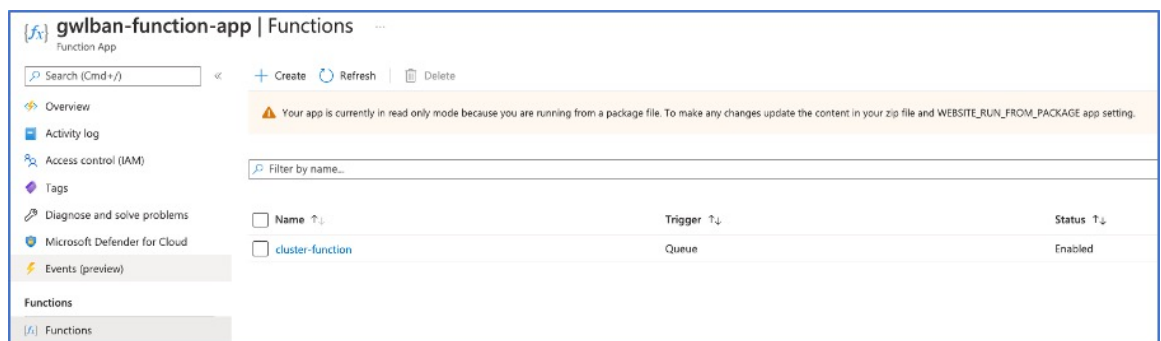 {fx} gwlban-function-app | Functions ...
Function App
Search (Cmd+/) «
Overview
Activity log
Access control (IAM)
Tags
Diagnose and solve problems
Microsoft Defender for Cloud
Events (preview)
Functions
{fx} Functions
+ Create Refresh Delete
Your app is currently in read only mode because you are running from a package file. To make any changes update the content in your zip file and WEBSITE_RUN_FROM_PACKAGE app setting.
Filter by name...
Name ↑↓ Trigger ↑↓ Status ↑↓
cluster-function Queue Enabled